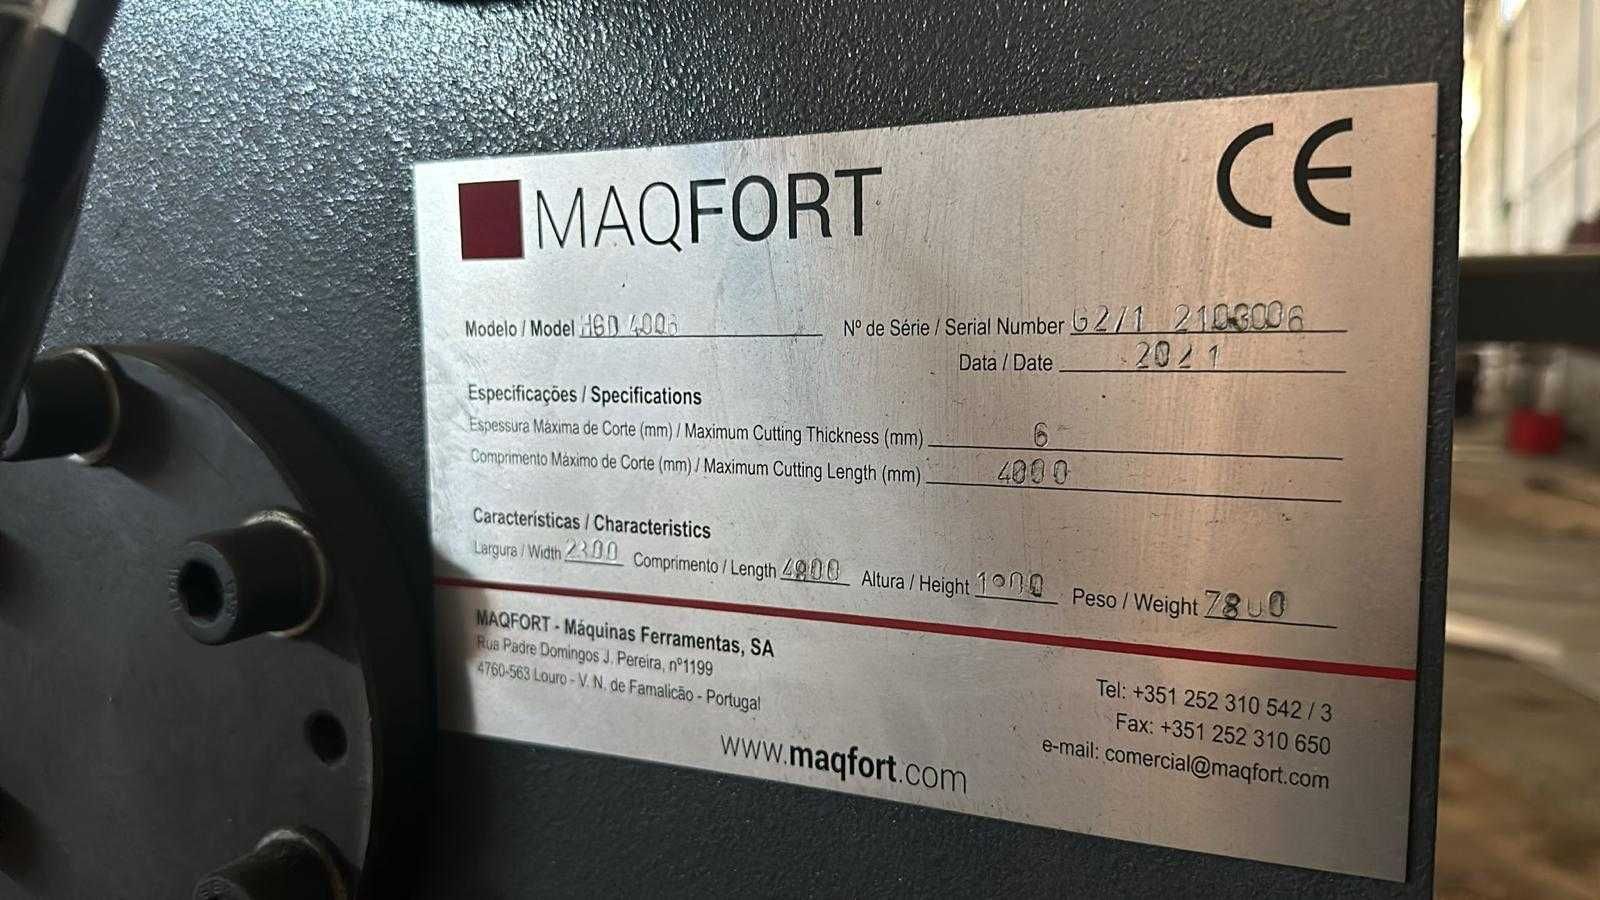 MAQFORT
CE
Modelo / Model HGD 4006
Nº de Série / Serial Number 2103006
Data / Date 2021
Especificações / Specifications
Espessura Máxima de Corte (mm) / Maximum Cutting Thickness (mm) 6
Comprimento Máximo de Corte (mm) / Maximum Cutting Length (mm) 4000
Características / Characteristics
Largura / Width 2300 Comprimento / Length Altura / Height Peso / Weight 7800
MAQFORT - Máquinas Ferramentas, SA
Rua Padre Domingos J. Pereira, nº1199
4760-563 Louro - V. N. de Famalicão - Portugal
Tel: +351 252 310 542 / 3
Fax: +351 252 310 650
e-mail: comercial@maqfort.com
www.maqfort.com